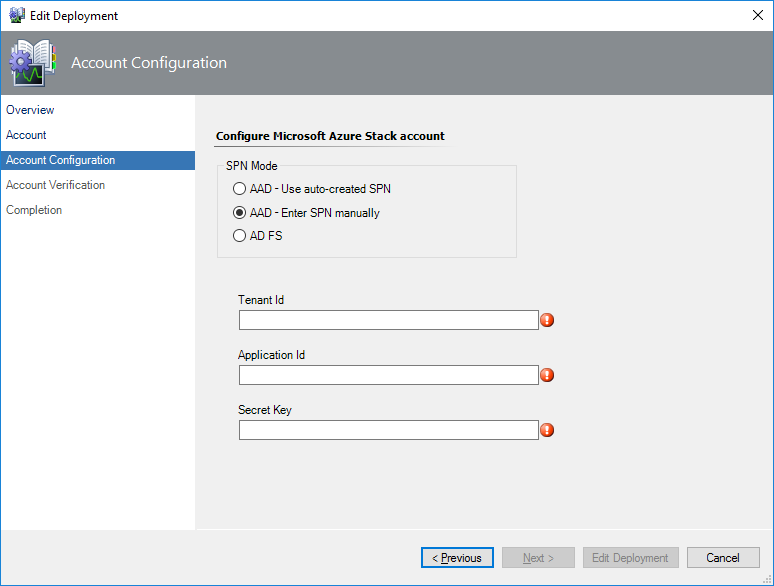 Edit Deployment
Account Configuration
Overview
Account
Account Configuration
Account Verification
Completion
Configure Microsoft Azure Stack account
SPN Mode
AAD - Use auto-created SPN
AAD - Enter SPN manually
AD FS
Tenant Id
Application Id
Secret Key
< Previous
Next >
Edit Deployment
Cancel